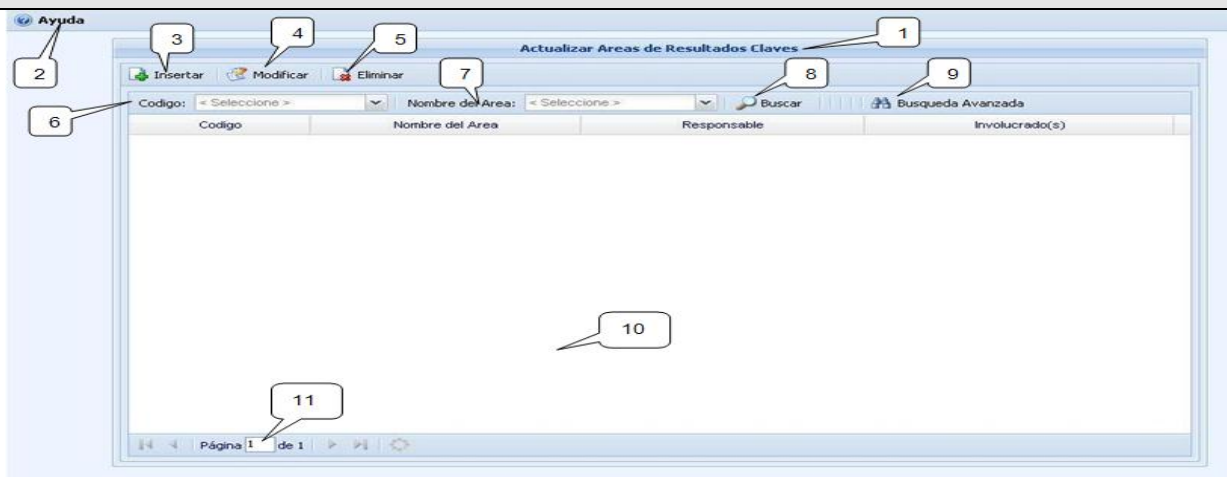 Ayuda
2
3
4
5
1
Actualizar Areas de Resultados Claves
Insertar Modificar Eliminar
7
8
9
6
Codigo: < Seleccione > Nombre del Area: < Seleccione > Buscar Busqueda Avanzada
Codigo Nombre del Area Responsable Involucrado(s)
10
11
Página 1 de 1